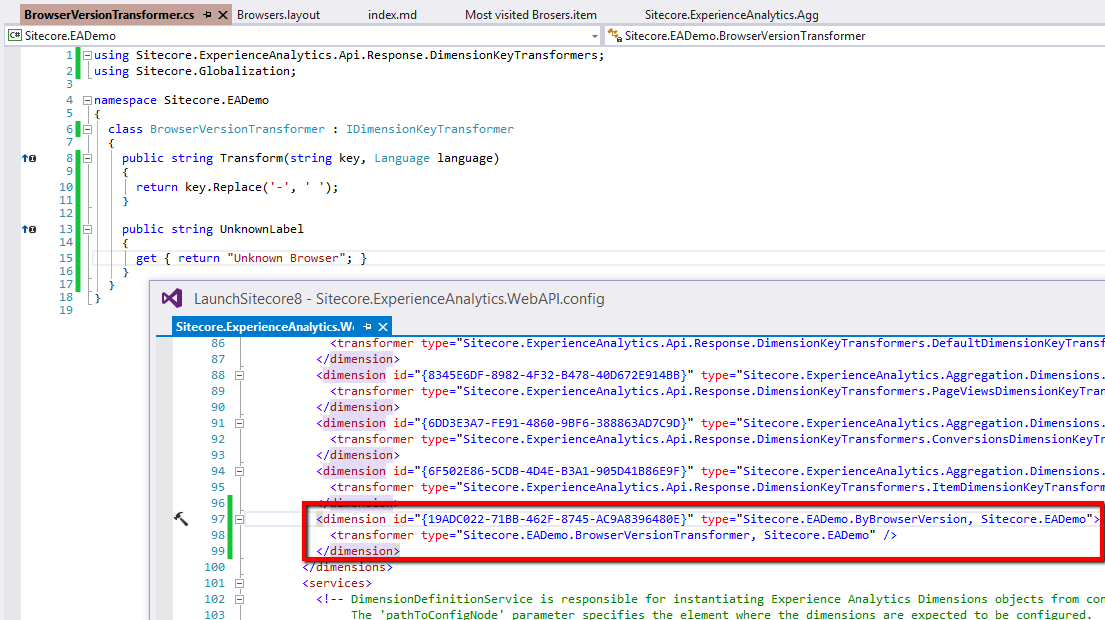 BrowserVersionTransformer.cs Browsers.layout index.md Most visited Brosers.item Sitecore.ExperienceAnalytics.Agg
C# Sitecore.EADemo Sitecore.EADemo.BrowserVersionTransformer
1 using Sitecore.ExperienceAnalytics.Api.Response.DimensionKeyTransformers;
2 using Sitecore.Globalization;
3
4 namespace Sitecore.EADemo
5 {
6 class BrowserVersionTransformer : IDimensionKeyTransformer
7 {
8 public string Transform(string key, Language language)
9 {
10 return key.Replace('-', ' ');
11 }
12
13 public string UnknownLabel
14 {
15 get { return "Unknown Browser"; }
16 }
17 }
18 }
19
LaunchSitecore8 - Sitecore.ExperienceAnalytics.WebAPI.config
Sitecore.ExperienceAnalytics.We
86 <transformer type="Sitecore.ExperienceAnalytics.Api.Response.DimensionKeyTransformers.DefaultDimensionKeyTransf
87 </dimension>
88 <dimension id="{8345E6DF-8982-4F32-B478-40D672E914BB}" type="Sitecore.ExperienceAnalytics.Aggregation.Dimensions.
89 <transformer type="Sitecore.ExperienceAnalytics.Api.Response.DimensionKeyTransformers.PageViewsDimensionKeyTran
90 </dimension>
91 <dimension id="{6DD3E3A7-FE91-4860-9BF6-388863AD7C9D}" type="Sitecore.ExperienceAnalytics.Aggregation.Dimensions.
92 <transformer type="Sitecore.ExperienceAnalytics.Api.Response.DimensionKeyTransformers.ConversionsDimensionKeyTr
93 </dimension>
94 <dimension id="{6F502E86-5CDB-4D4E-B3A1-905D41B86E9F}" type="Sitecore.ExperienceAnalytics.Aggregation.Dimensions.
95 <transformer type="Sitecore.ExperienceAnalytics.Api.Response.DimensionKeyTransformers.ItemDimensionKeyTransform
96 </dimension>
97 <dimension id="{19ADC022-71BB-462F-8745-AC9A8396480E}" type="Sitecore.EADemo.ByBrowserVersion, Sitecore.EADemo">
98 <transformer type="Sitecore.EADemo.BrowserVersionTransformer, Sitecore.EADemo" />
99 </dimension>
100 </dimensions>
101 <services>
102 <!-- DimensionDefinitionService is responsible for instantiating Experience Analytics Dimensions objects from con
103 The 'pathToConfigNode' parameter specifies the element where the dimensions are expected to be configured.